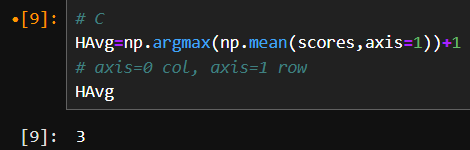 •[9]: # C
HAvg=np.argmax(np.mean(scores,axis=1))+1
# axis=0 col, axis=1 row
HAvg
[9]: 3